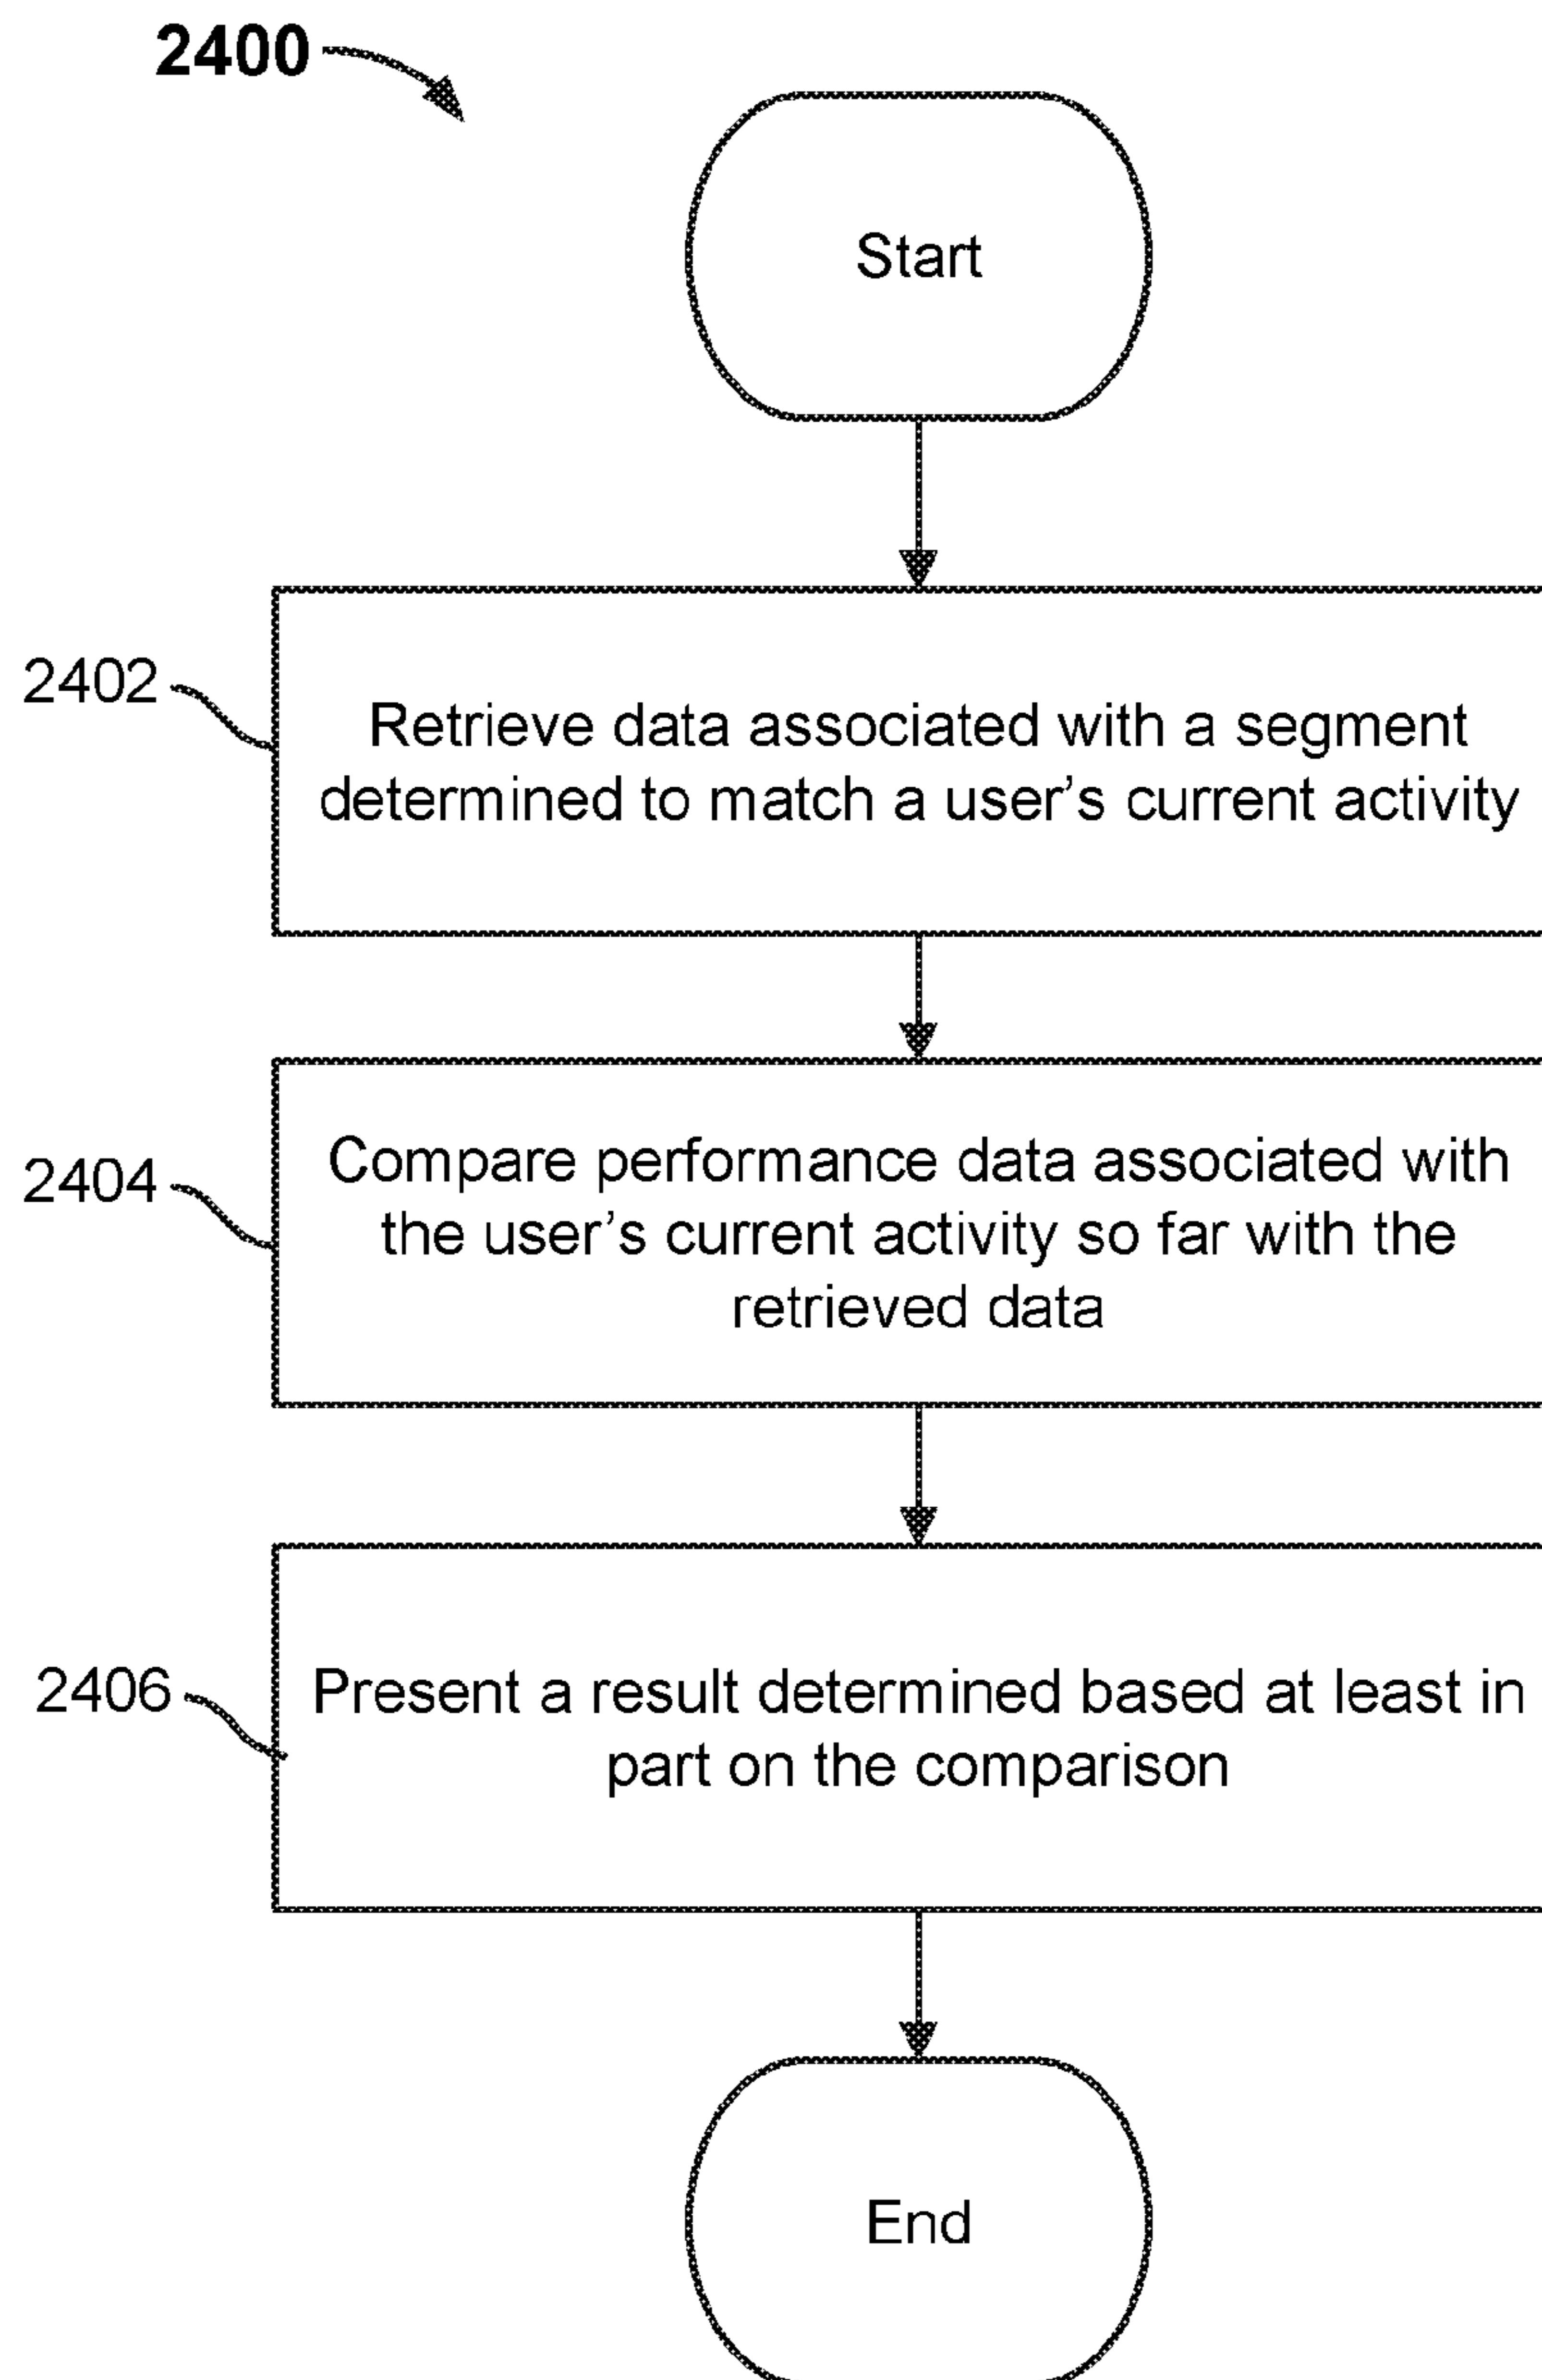 2400
Start
2402
Retrieve data associated with a segment
determined to match a user's current activity
2404
Compare performance data associated with
the user's current activity so far with the
retrieved data
2406
Present a result determined based at least in
part on the comparison
End